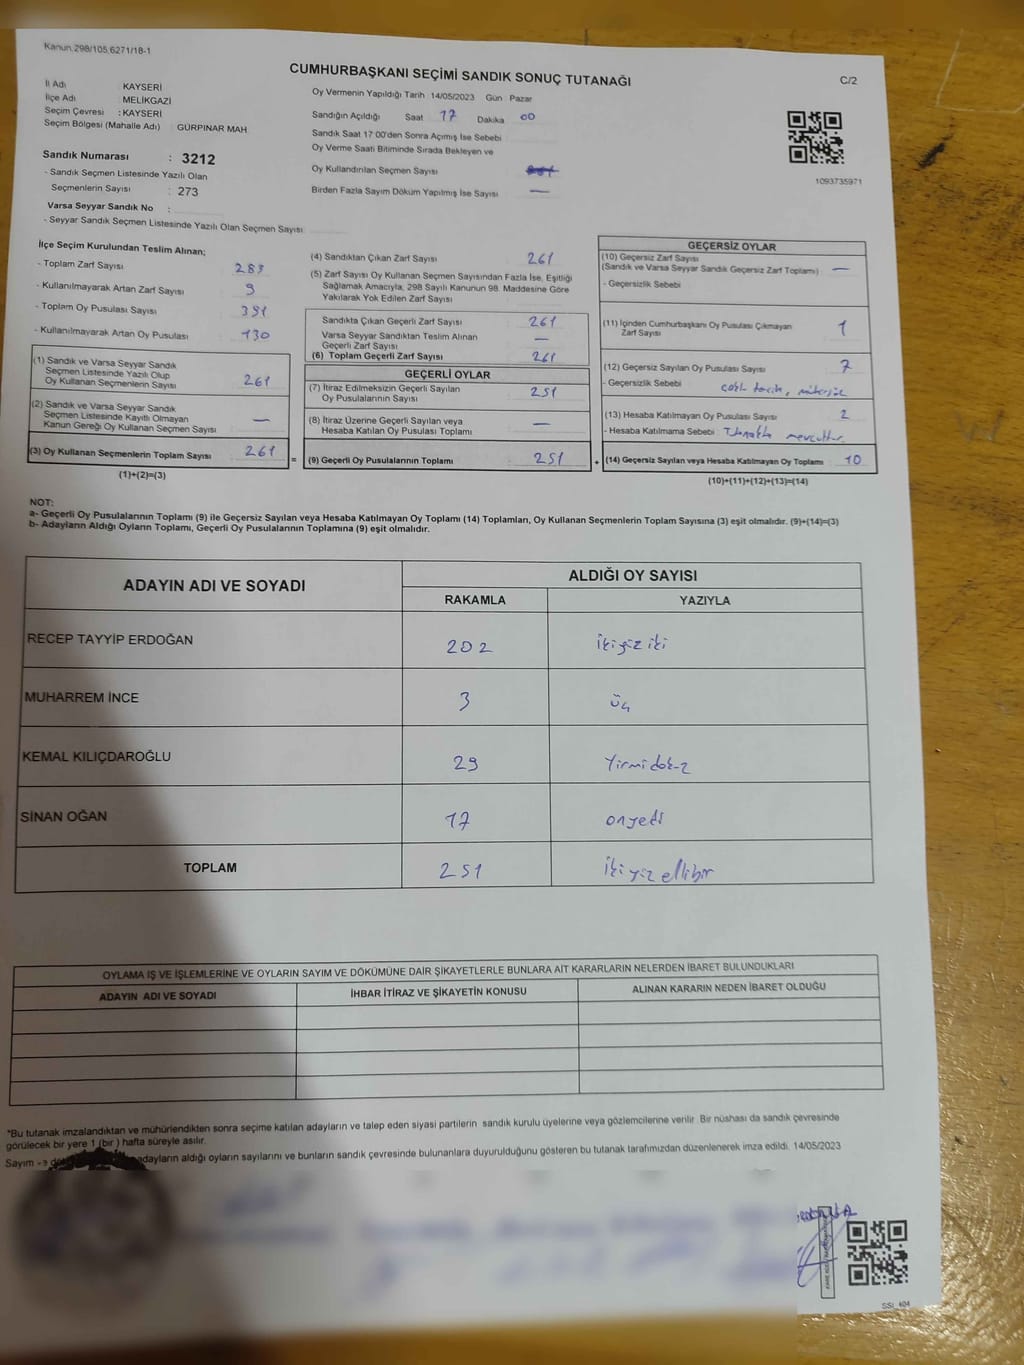 Kanun.298/105,6271/18-1
CUMHURBAŞKANI SEÇİMİ SANDIK SONUÇ TUTANAĞI
C/2
İl Adı : KAYSERİ
İlçe Adı : MELİKGAZİ
Seçim Çevresi : KAYSERİ
Seçim Bölgesi (Mahalle Adı) GÜRPINAR MAH.
Oy Vermenin Yapıldığı Tarih :14/05/2023 Gün : Pazar
Sandığın Açıldığı Saat 17 Dakika 00
Sandık Saat 17:00'den Sonra Açımış İse Sebebi
Oy Verme Saati Bitiminde Sırada Bekleyen ve
Oy Kullandırılan Seçmen Sayısı
Birden Fazla Sayım Döküm Yapılmış İse Sayısı —
1093735971
Sandık Numarası : 3212
- Sandık Seçmen Listesinde Yazılı Olan
Seçmenlerin Sayısı : 273
Varsa Seyyar Sandık No :
- Seyyar Sandık Seçmen Listesinde Yazılı Olan Seçmen Sayısı:
İlçe Seçim Kurulundan Teslim Alınan;
- Toplam Zarf Sayısı 283
- Kullanılmayarak Artan Zarf Sayısı 9
- Toplam Oy Pusulası Sayısı 391
- Kullanılmayarak Artan Oy Pusulası 130
(1) Sandık ve Varsa Seyyar Sandık
Seçmen Listesinde Yazılı Olup
Oy Kullanan Seçmenlerin Sayısı 261
(2) Sandık ve Varsa Seyyar Sandık
Seçmen Listesinde Kayıtlı Olmayan
Kanun Gereği Oy Kullanan Seçmen Sayısı —
(3) Oy Kullanan Seçmenlerin Toplam Sayısı 261
(1)+(2)=(3)
(4) Sandıktan Çıkan Zarf Sayısı 261
(5) Zarf Sayısı Oy Kullanan Seçmen Sayısından Fazla İse, Eşitliği
Sağlamak Amacıyla, 298 Sayılı Kanunun 98. Maddesine Göre
Yakılarak Yok Edilen Zarf Sayısı
Sandıkta Çıkan Geçerli Zarf Sayısı 261
Varsa Seyyar Sandıktan Teslim Alınan
Geçerli Zarf Sayısı —
(6) Toplam Geçerli Zarf Sayısı 261
GEÇERLİ OYLAR
(7) İtiraz Edilmeksizin Geçerli Sayılan
Oy Pusulalarının Sayısı 251
(8) İtiraz Üzerine Geçerli Sayılan veya
Hesaba Katılan Oy Pusulası Toplamı —
= (9) Geçerli Oy Pusulalarının Toplamı 251 +
GEÇERSİZ OYLAR
(10) Geçersiz Zarf Sayısı
(Sandık ve Varsa Seyyar Sandık Geçersiz Zarf Toplamı) —
- Geçersizlik Sebebi
(11) İçinden Cumhurbaşkanı Oy Pusulası Çıkmayan
Zarf Sayısı 1
(12) Geçersiz Sayılan Oy Pusulası Sayısı 7
- Geçersizlik Sebebi
(13) Hesaba Katılmayan Oy Pusulası Sayısı 2
- Hesaba Katılmama Sebebi Tutanakta mevcuttur.
(14) Geçersiz Sayılan veya Hesaba Katılmayan Oy Toplamı 10
(10)+(11)+(12)+(13)=(14)
NOT:
a- Geçerli Oy Pusulalarının Toplamı (9) ile Geçersiz Sayılan veya Hesaba Katılmayan Oy Toplamı (14) Toplamları, Oy Kullanan Seçmenlerin Toplam Sayısına (3) eşit olmalıdır. (9)+(14)=(3)
b- Adayların Aldığı Oyların Toplamı, Geçerli Oy Pusulalarının Toplamına (9) eşit olmalıdır.
ADAYIN ADI VE SOYADI ALDIĞI OY SAYISI
RAKAMLA YAZIYLA
RECEP TAYYİP ERDOĞAN 202 İkiyüz iki
MUHARREM İNCE 3 üç
KEMAL KILIÇDAROĞLU 29 Yirmi dokuz
SİNAN OĞAN 17 onyedi
TOPLAM 251 İkiyüz ellibir
OYLAMA İŞ VE İŞLEMLERİNE VE OYLARIN SAYIM VE DÖKÜMÜNE DAİR ŞİKAYETLERLE BUNLARA AİT KARARLARIN NELERDEN İBARET BULUNDUKLARI
ADAYIN ADI VE SOYADI İHBAR İTİRAZ VE ŞİKAYETİN KONUSU ALINAN KARARIN NEDEN İBARET OLDUĞU
*Bu tutanak imzalandıktan ve mühürlendikten sonra seçime katılan adayların ve talep eden siyasi partilerin sandık kurulu üyelerine veya gözlemcilerine verilir. Bir nüshası da sandık çevresinde
görülecek bir yere 1 (bir ) hafta süreyle asılır.
Sayım adayların aldığı oyların sayılarını ve bunların sandık çevresinde bulunanlara duyurulduğunu gösteren bu tutanak tarafımızdan düzenlenerek imza edildi. 14/05/2023